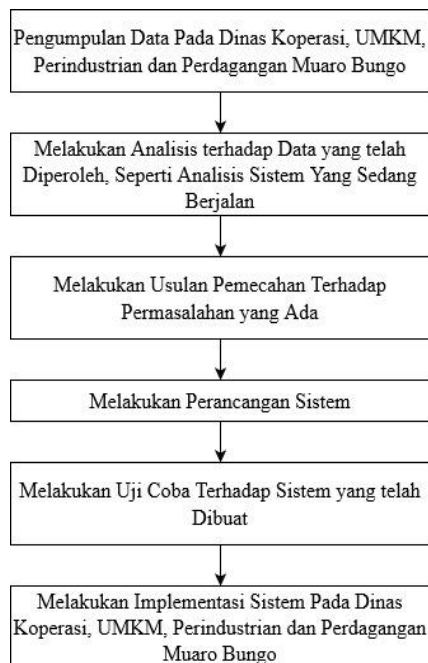 Pengumpulan Data Pada Dinas Koperasi, UMKM,
Perindustrian dan Perdagangan Muaro Bungo
Melakukan Analisis terhadap Data yang telah
Diperoleh, Seperti Analisis Sistem Yang Sedang
Berjalan
Melakukan Usulan Pemecahan Terhadap
Permasalahan yang Ada
Melakukan Perancangan Sistem
Melakukan Uji Coba Terhadap Sistem yang telah
Dibuat
Melakukan Implementasi Sistem Pada Dinas
Koperasi, UMKM, Perindustrian dan Perdagangan
Muaro Bungo